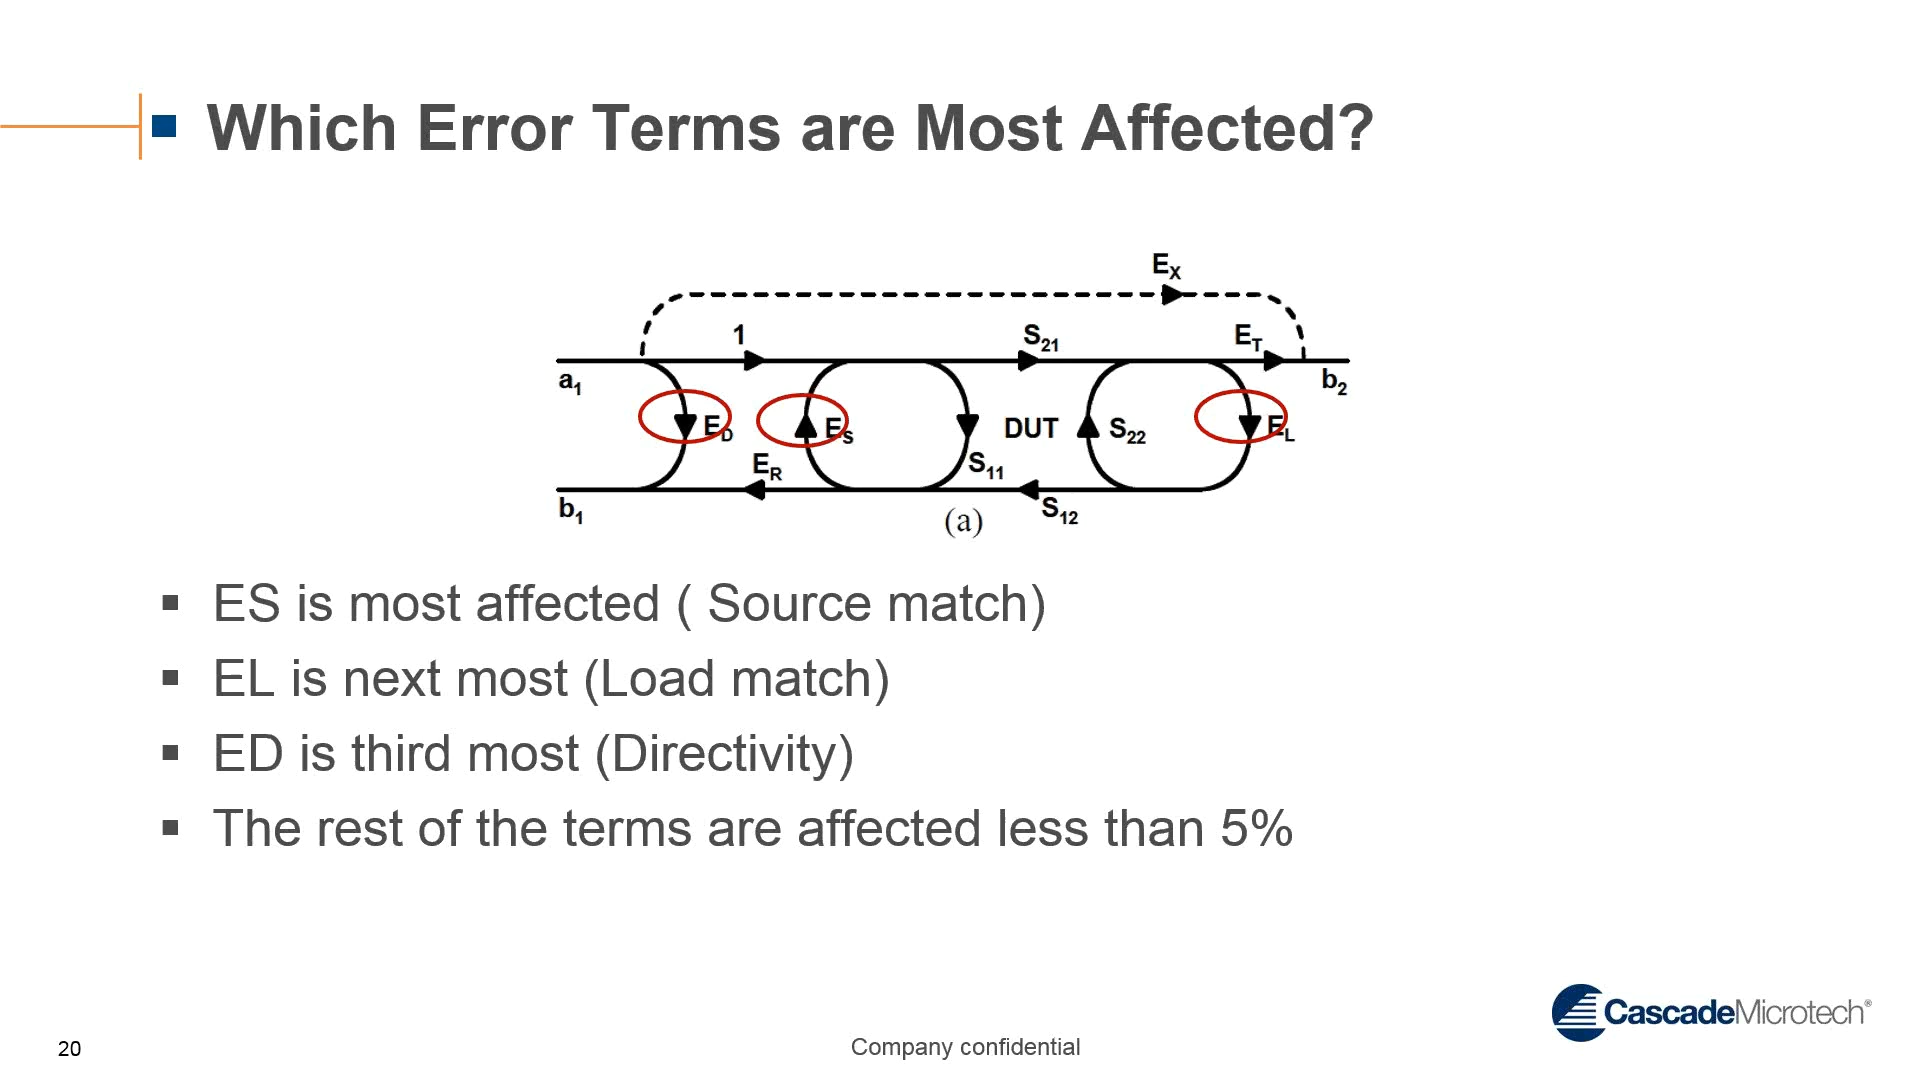 Which Error Terms are Most Affected?
EX
1
S21
ET
a1
b2
ED
ES
DUT
S22
EL
ER
S11
b1
(a)
S12
ES is most affected ( Source match)
EL is next most (Load match)
ED is third most (Directivity)
The rest of the terms are affected less than 5%
CascadeMicrotech®
20
Company confidential